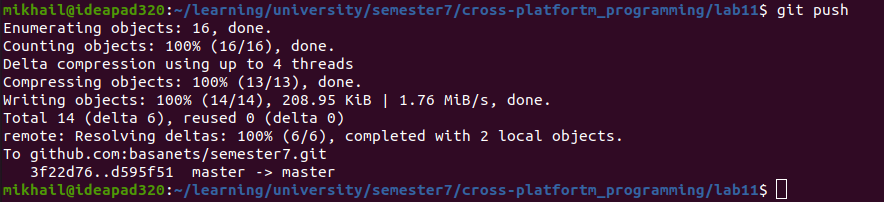 mikhail@ideapad320:~/learning/university/semester7/cross-platfortm_programming/lab11$ git push
Enumerating objects: 16, done.
Counting objects: 100% (16/16), done.
Delta compression using up to 4 threads
Compressing objects: 100% (13/13), done.
Writing objects: 100% (14/14), 208.95 KiB | 1.76 MiB/s, done.
Total 14 (delta 6), reused 0 (delta 0)
remote: Resolving deltas: 100% (6/6), completed with 2 local objects.
To github.com:basanets/semester7.git
   3f22d76..d595f51  master -> master
mikhail@ideapad320:~/learning/university/semester7/cross-platfortm_programming/lab11$